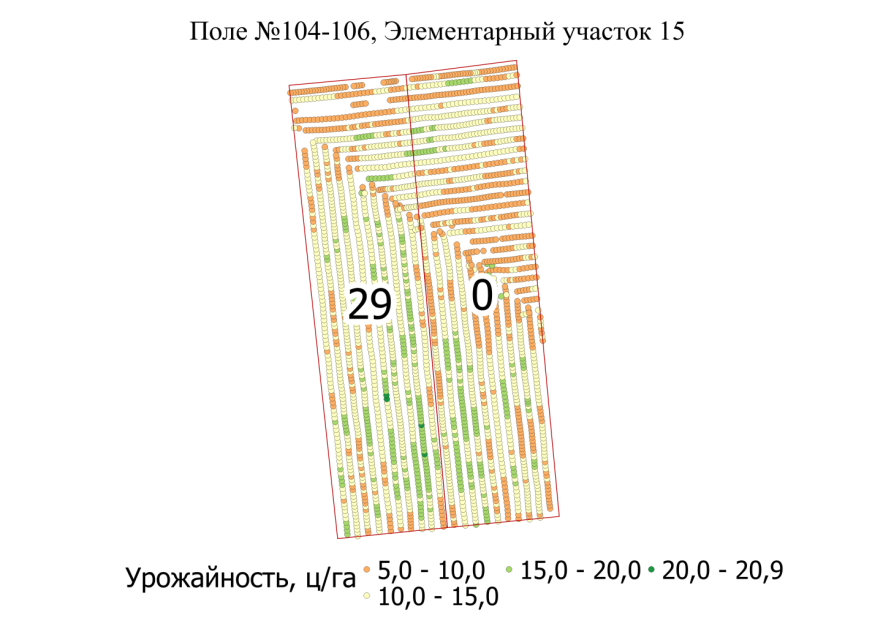 Поле №104-106, Элементарный участок 15
29
0
Урожайность, ц/га
5,0 - 10,0
15,0 - 20,0
20,0 - 20,9
10,0 - 15,0